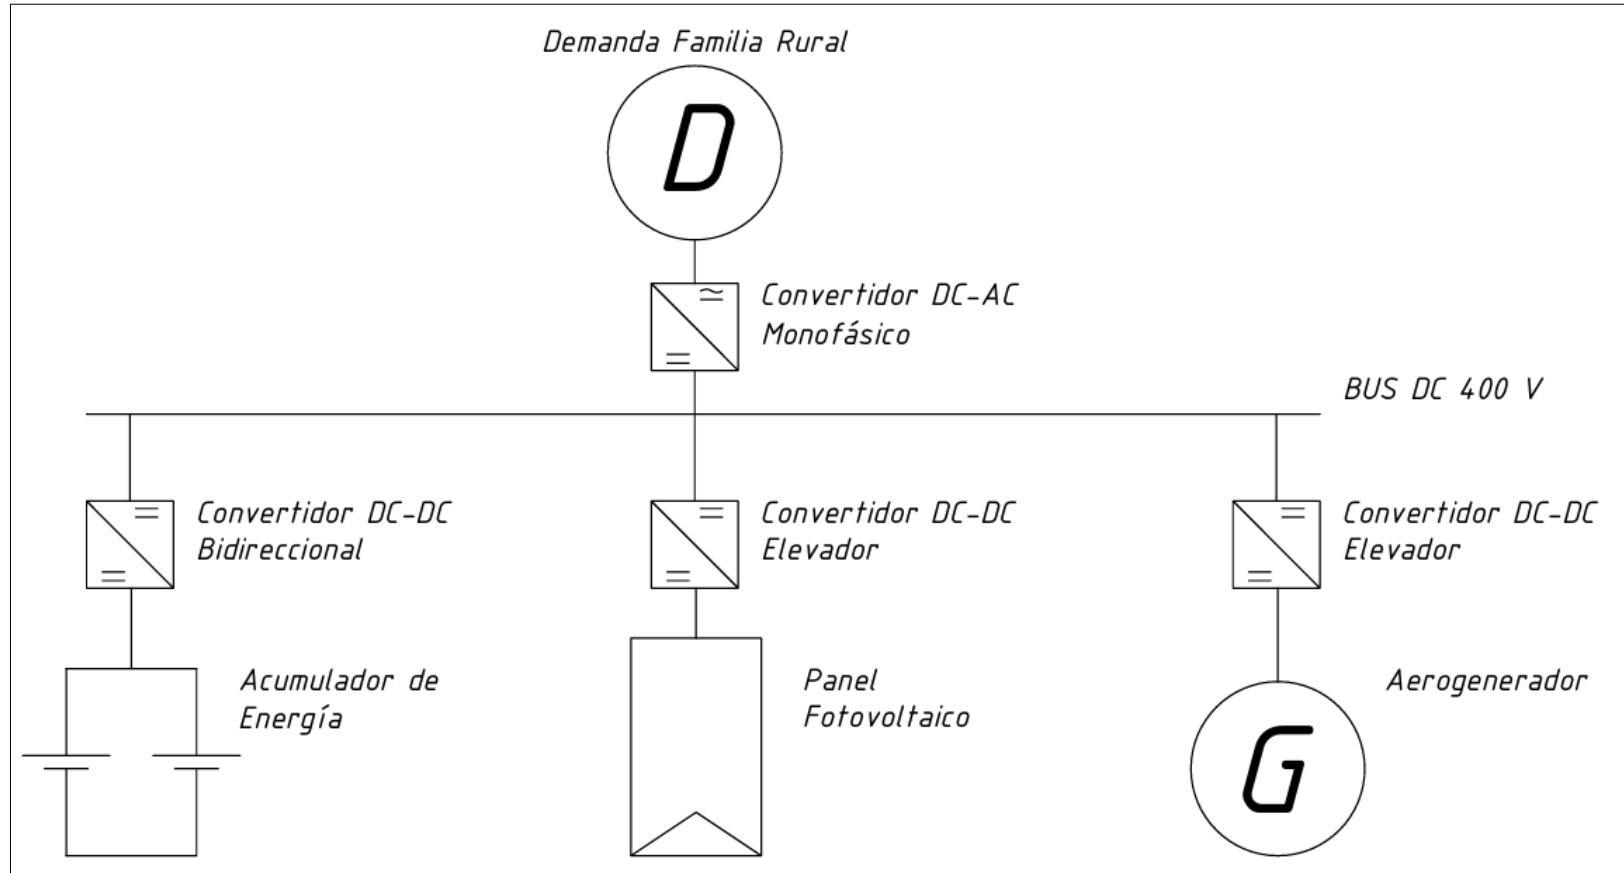 Demanda Familia Rural
D
Convertidor DC-AC
Monofásico
BUS DC 400 V
Convertidor DC-DC
Bidireccional
Convertidor DC-DC
Elevador
Convertidor DC-DC
Elevador
Acumulador de
Energía
Panel
Fotovoltaico
Aerogenerador
G